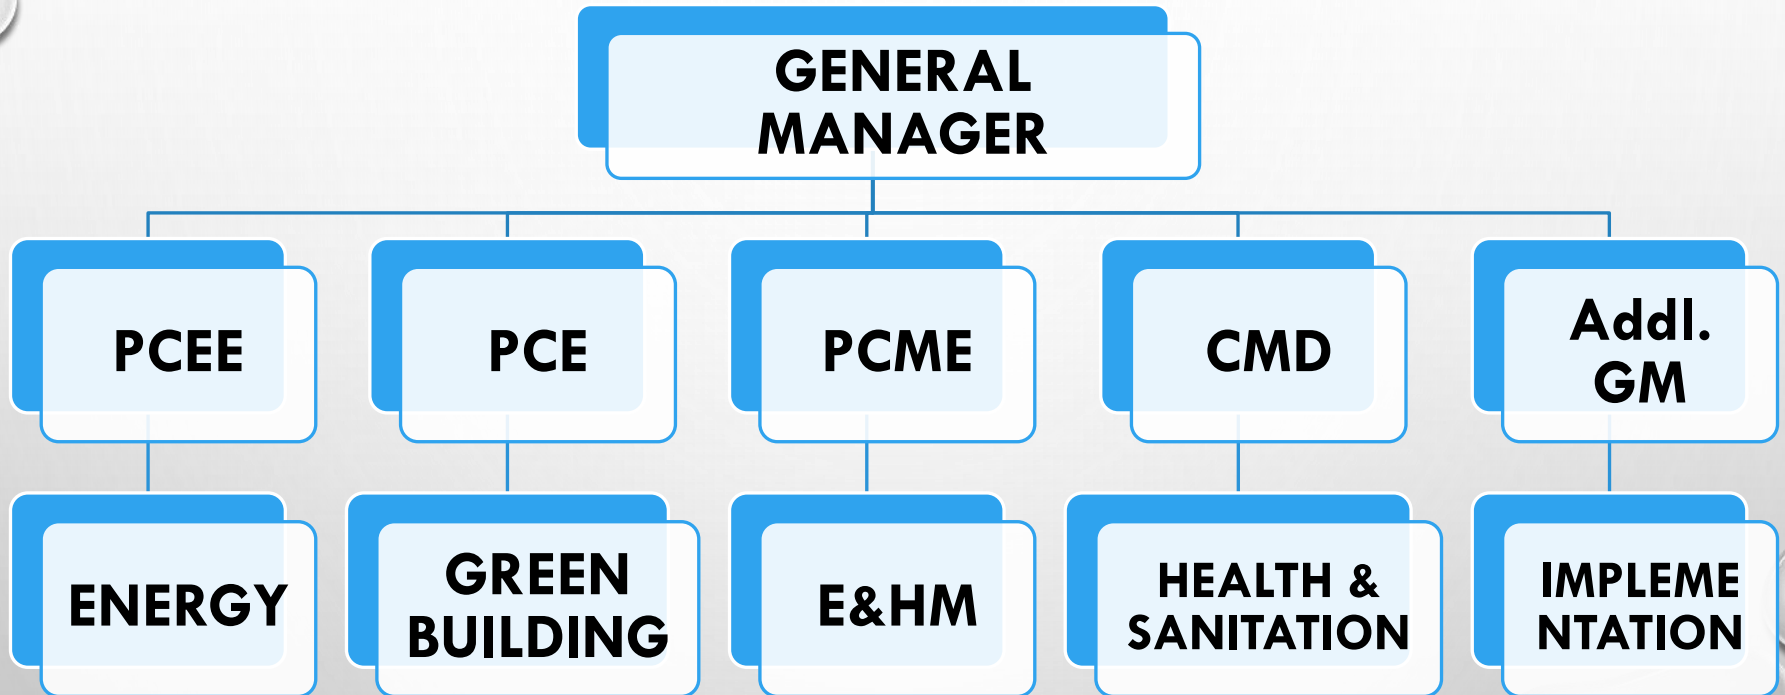 GENERAL
MANAGER
PCEE
PCE
PCME
CMD
Addl.
GM
ENERGY
GREEN
BUILDING
E&HM
HEALTH &
SANITATION
IMPLEME
NTATION